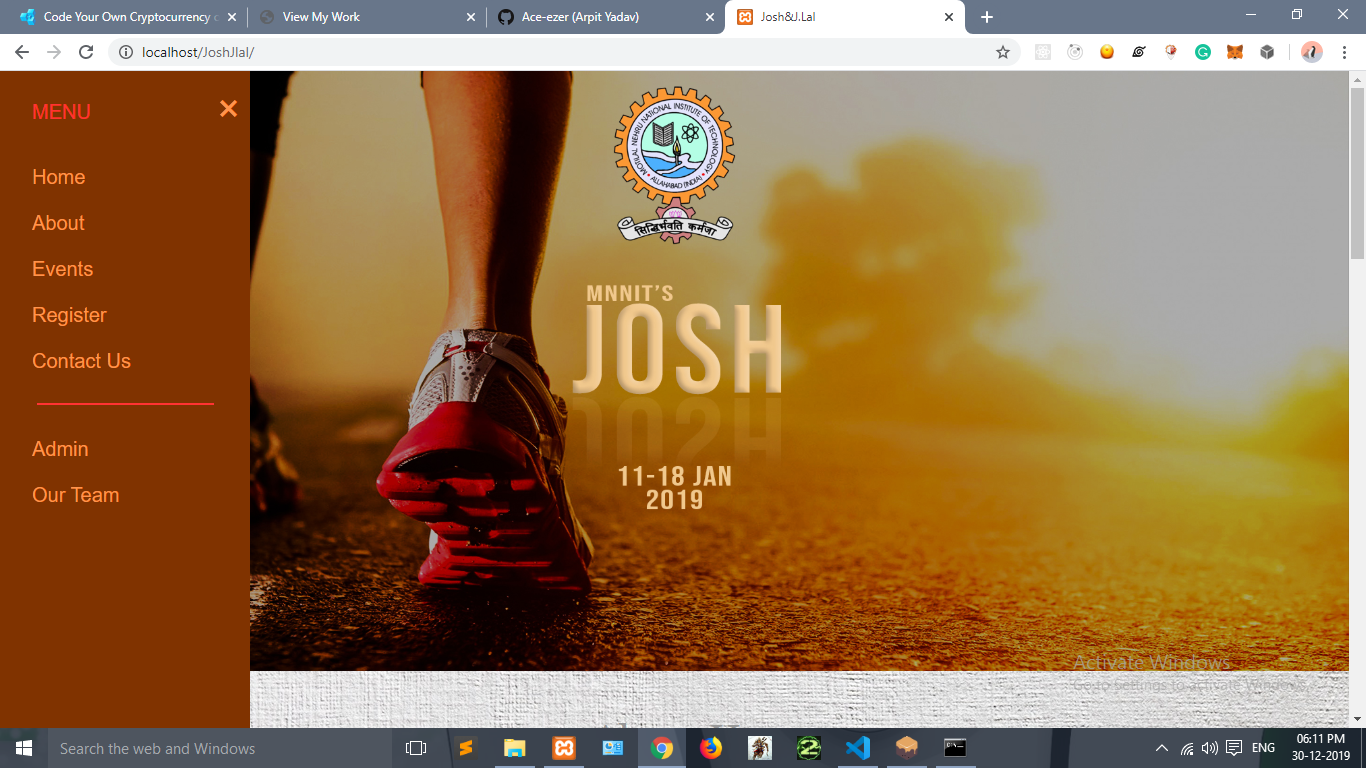 Code Your Own Cryptocurrency
View My Work
Ace-ezer (Arpit Yadav)
Josh&J.Lal
localhost/JoshJlal/
MENU
Home
About
Events
Register
Contact Us
Admin
Our Team
MOTILAL NEHRU NATIONAL INSTITUTE OF TECHNOLOGY
ALLAHABAD (INDIA)
सिद्धिर्भवति कर्मजा
MNNIT'S
JOSH
11-18 JAN
2019
Activate Windows
Go to Settings to activate Windows.
Search the web and Windows
ENG
06:11 PM
30-12-2019